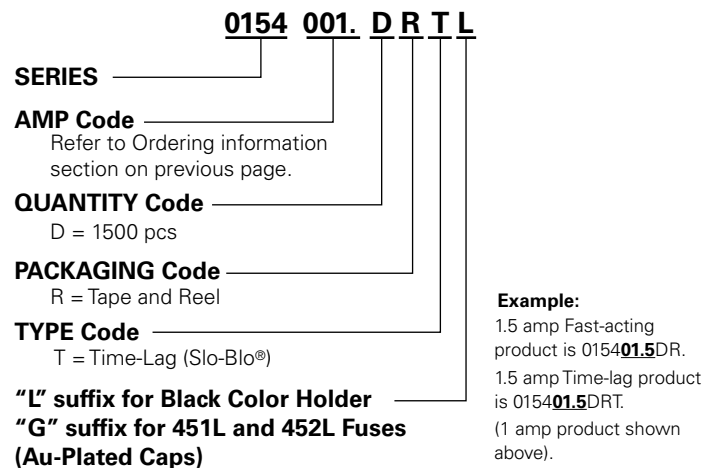 0154 001. D R T L
SERIES
AMP Code
Refer to Ordering information
section on previous page.
QUANTITY Code
D = 1500 pcs
PACKAGING Code
R = Tape and Reel
TYPE Code
T = Time-Lag (Slo-Blo®)
“L” suffix for Black Color Holder
“G” suffix for 451L and 452L Fuses
(Au-Plated Caps)
Example:
1.5 amp Fast-acting
product is 015401.5DR.
1.5 amp Time-lag product
is 015401.5DRT.
(1 amp product shown
above).